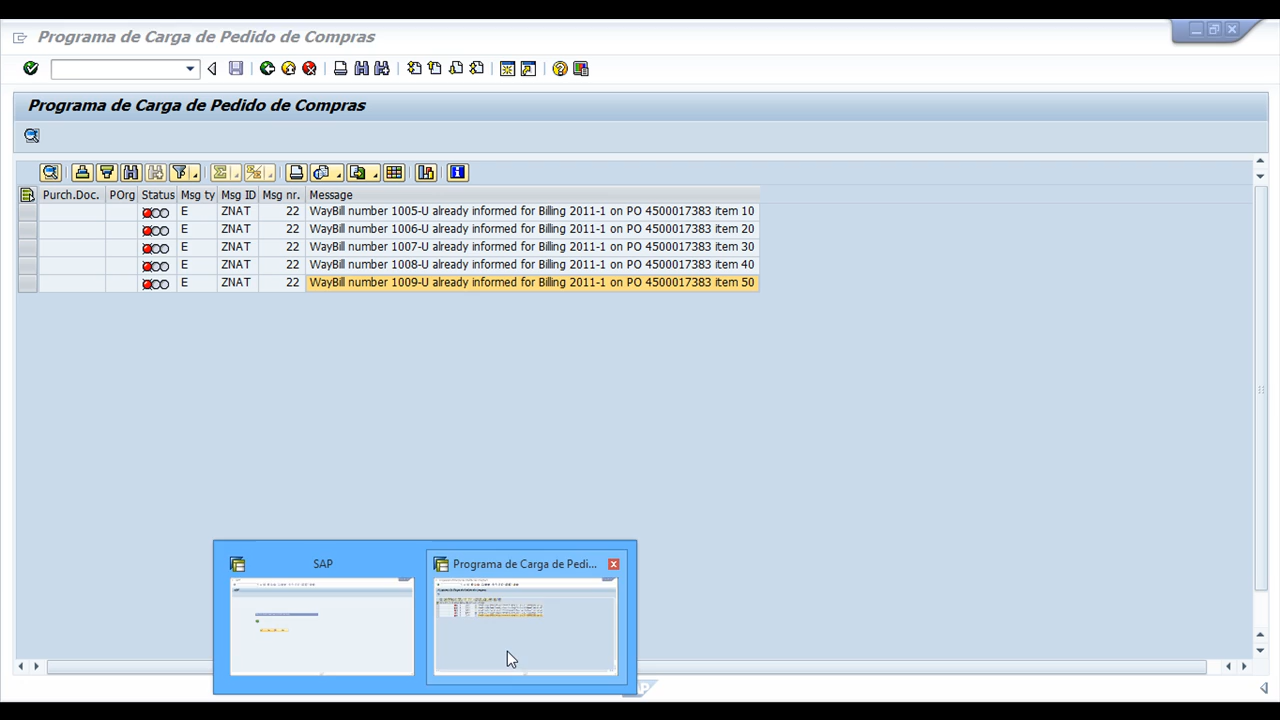 Programa de Carga de Pedido de Compras
Programa de Carga de Pedido de Compras
Purch.Doc. POrg Status Msg ty Msg ID Msg nr. Message
E ZNAT 22 WayBill number 1005-U already informed for Billing 2011-1 on PO 4500017383 item 10
E ZNAT 22 WayBill number 1006-U already informed for Billing 2011-1 on PO 4500017383 item 20
E ZNAT 22 WayBill number 1007-U already informed for Billing 2011-1 on PO 4500017383 item 30
E ZNAT 22 WayBill number 1008-U already informed for Billing 2011-1 on PO 4500017383 item 40
E ZNAT 22 WayBill number 1009-U already informed for Billing 2011-1 on PO 4500017383 item 50
SAP Programa de Carga de Pedi...